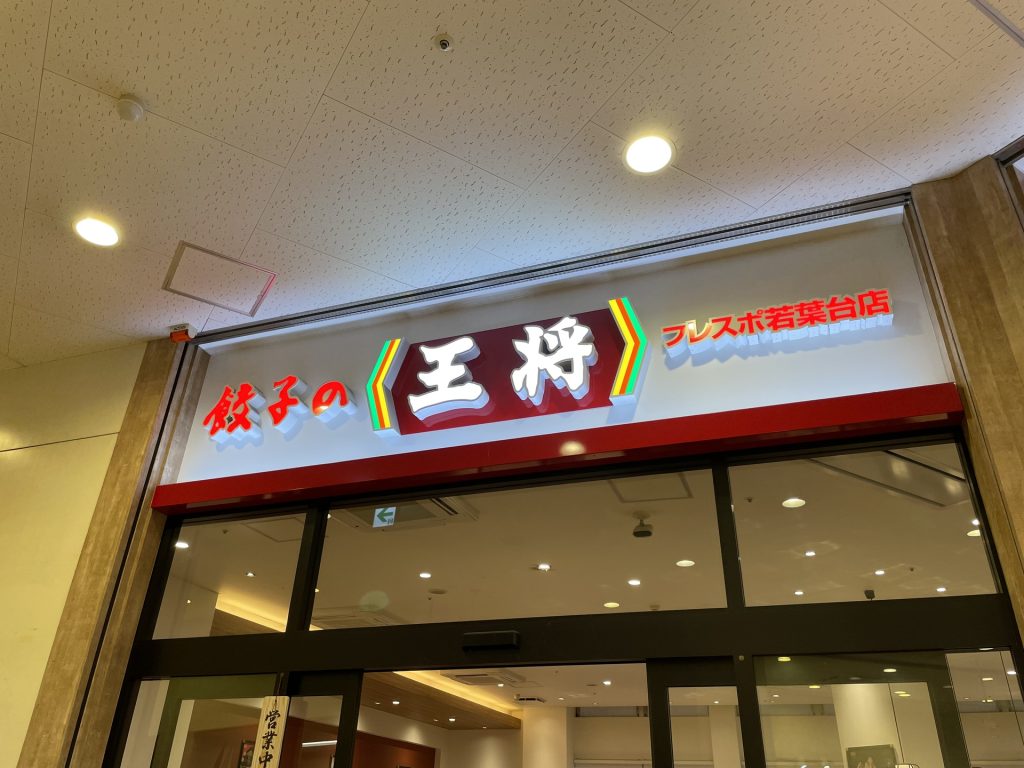 餃子の王将 フレスポ若葉台店
営業中